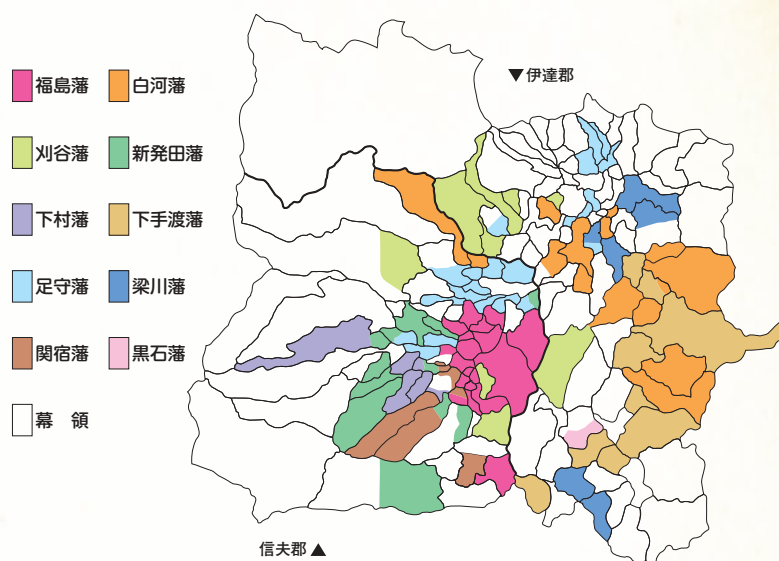 ▼伊達郡
福島藩 白河藩
刈谷藩 新発田藩
下村藩 下手渡藩
足守藩 梁川藩
関宿藩 黒石藩
幕 領
信夫郡▲